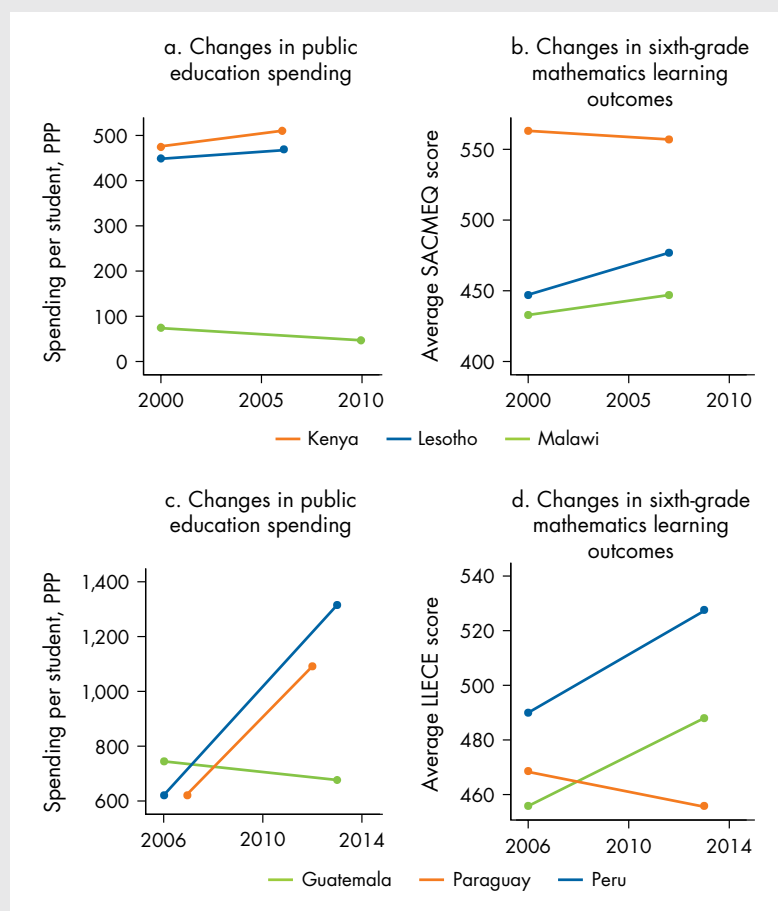 a. Changes in public
education spending
Spending per student, PPP
500
400
300
200
100
0
2000 2005 2010
b. Changes in sixth-grade
mathematics learning
outcomes
Average SACMEQ score
550
500
450
400
2000 2005 2010
Kenya Lesotho Malawi
c. Changes in public
education spending
Spending per student, PPP
1,400
1,200
1,000
800
600
2006 2010 2014
d. Changes in sixth-grade
mathematics learning
outcomes
Average LLECE score
540
520
500
480
460
2006 2010 2014
Guatemala Paraguay Peru